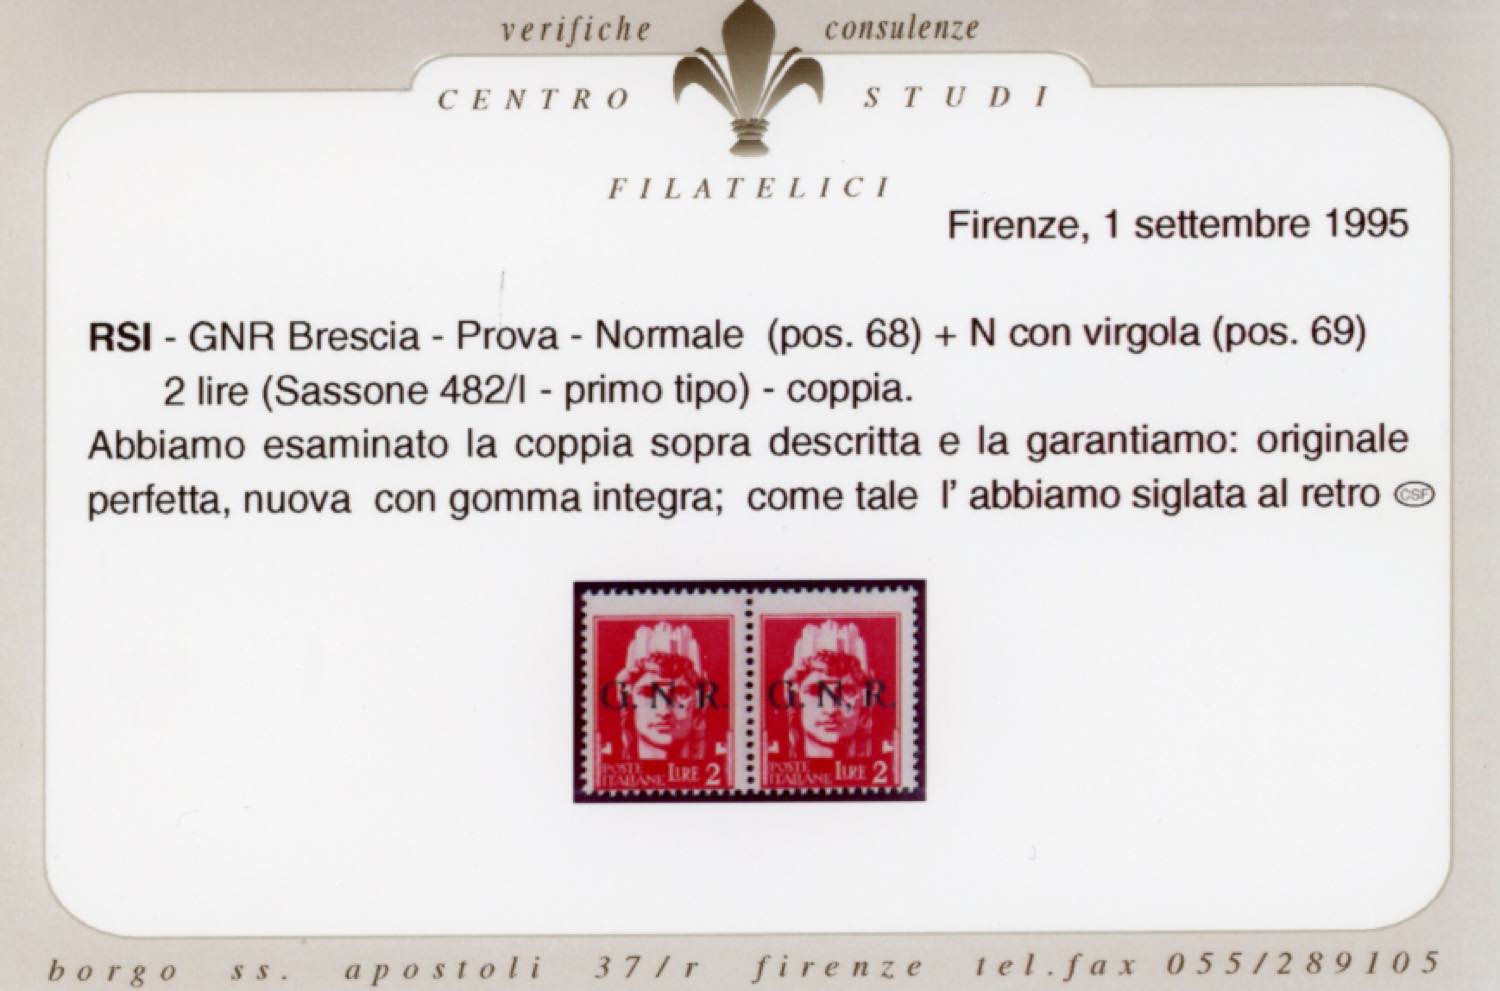 verifiche consulenze
CENTRO STUDI
FILATELICI
Firenze, 1 settembre 1995
RSI - GNR Brescia - Prova - Normale (pos. 68) + N con virgola (pos. 69)
2 lire (Sassone 482/I - primo tipo) - coppia.
Abbiamo esaminato la coppia sopra descritta e la garantiamo: originale
perfetta, nuova con gomma integra; come tale l' abbiamo siglata al retro CSF
G. N. R. G. N, R.
POSTE ITALIANE LIRE 2 POSTE ITALIANE LIRE 2
borgo ss. apostoli 37/r firenze tel.fax 055/289105